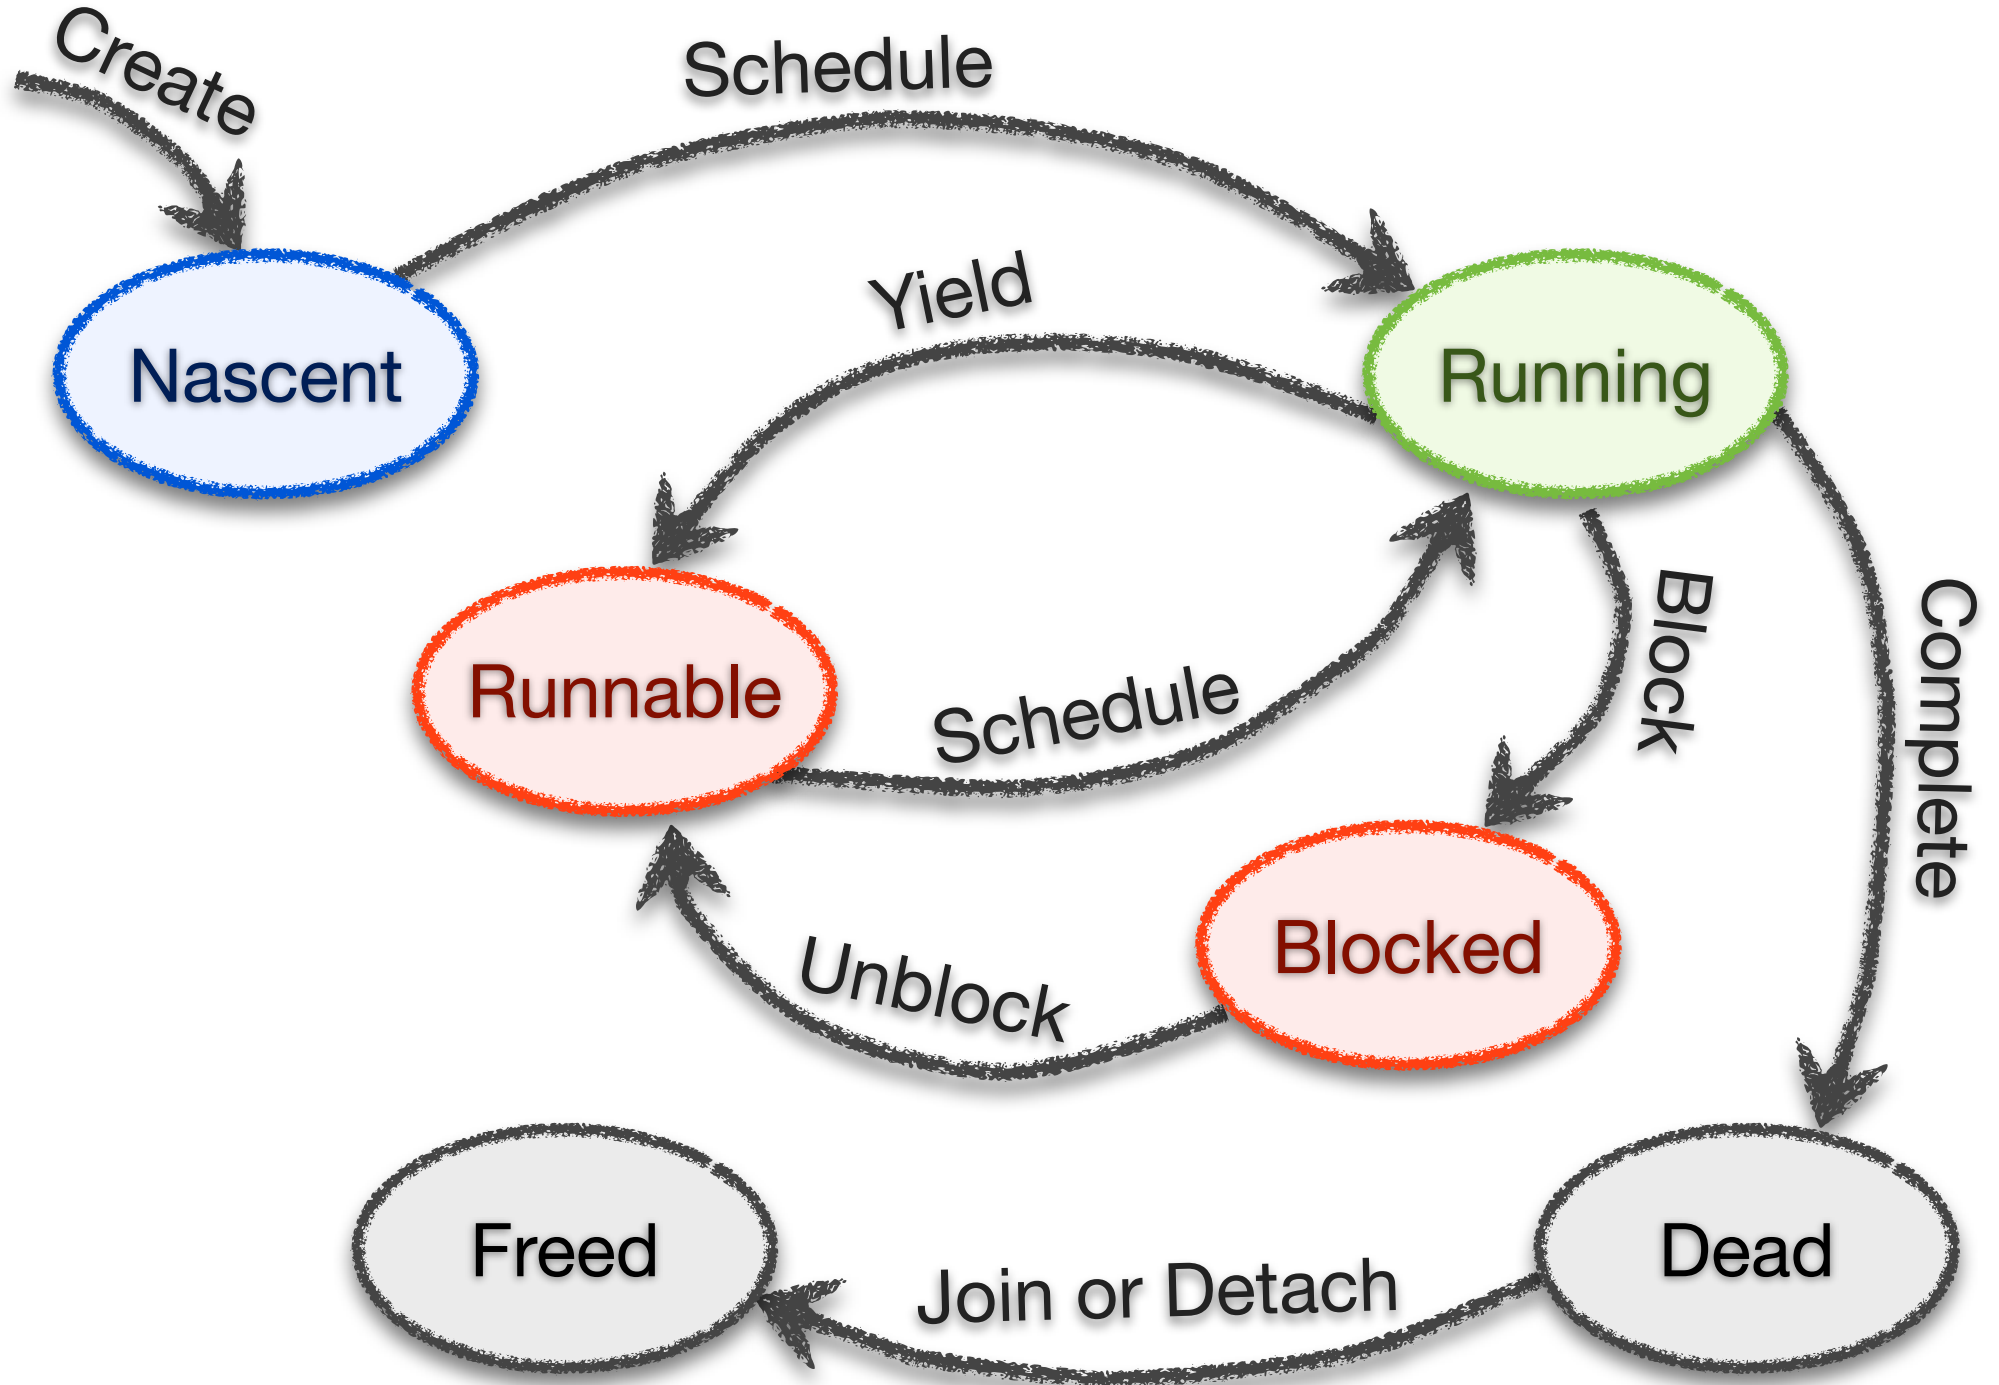 Create
Schedule
Yield
Nascent
Running
Block
Complete
Runnable
Schedule
Unblock
Blocked
Freed
Join or Detach
Dead